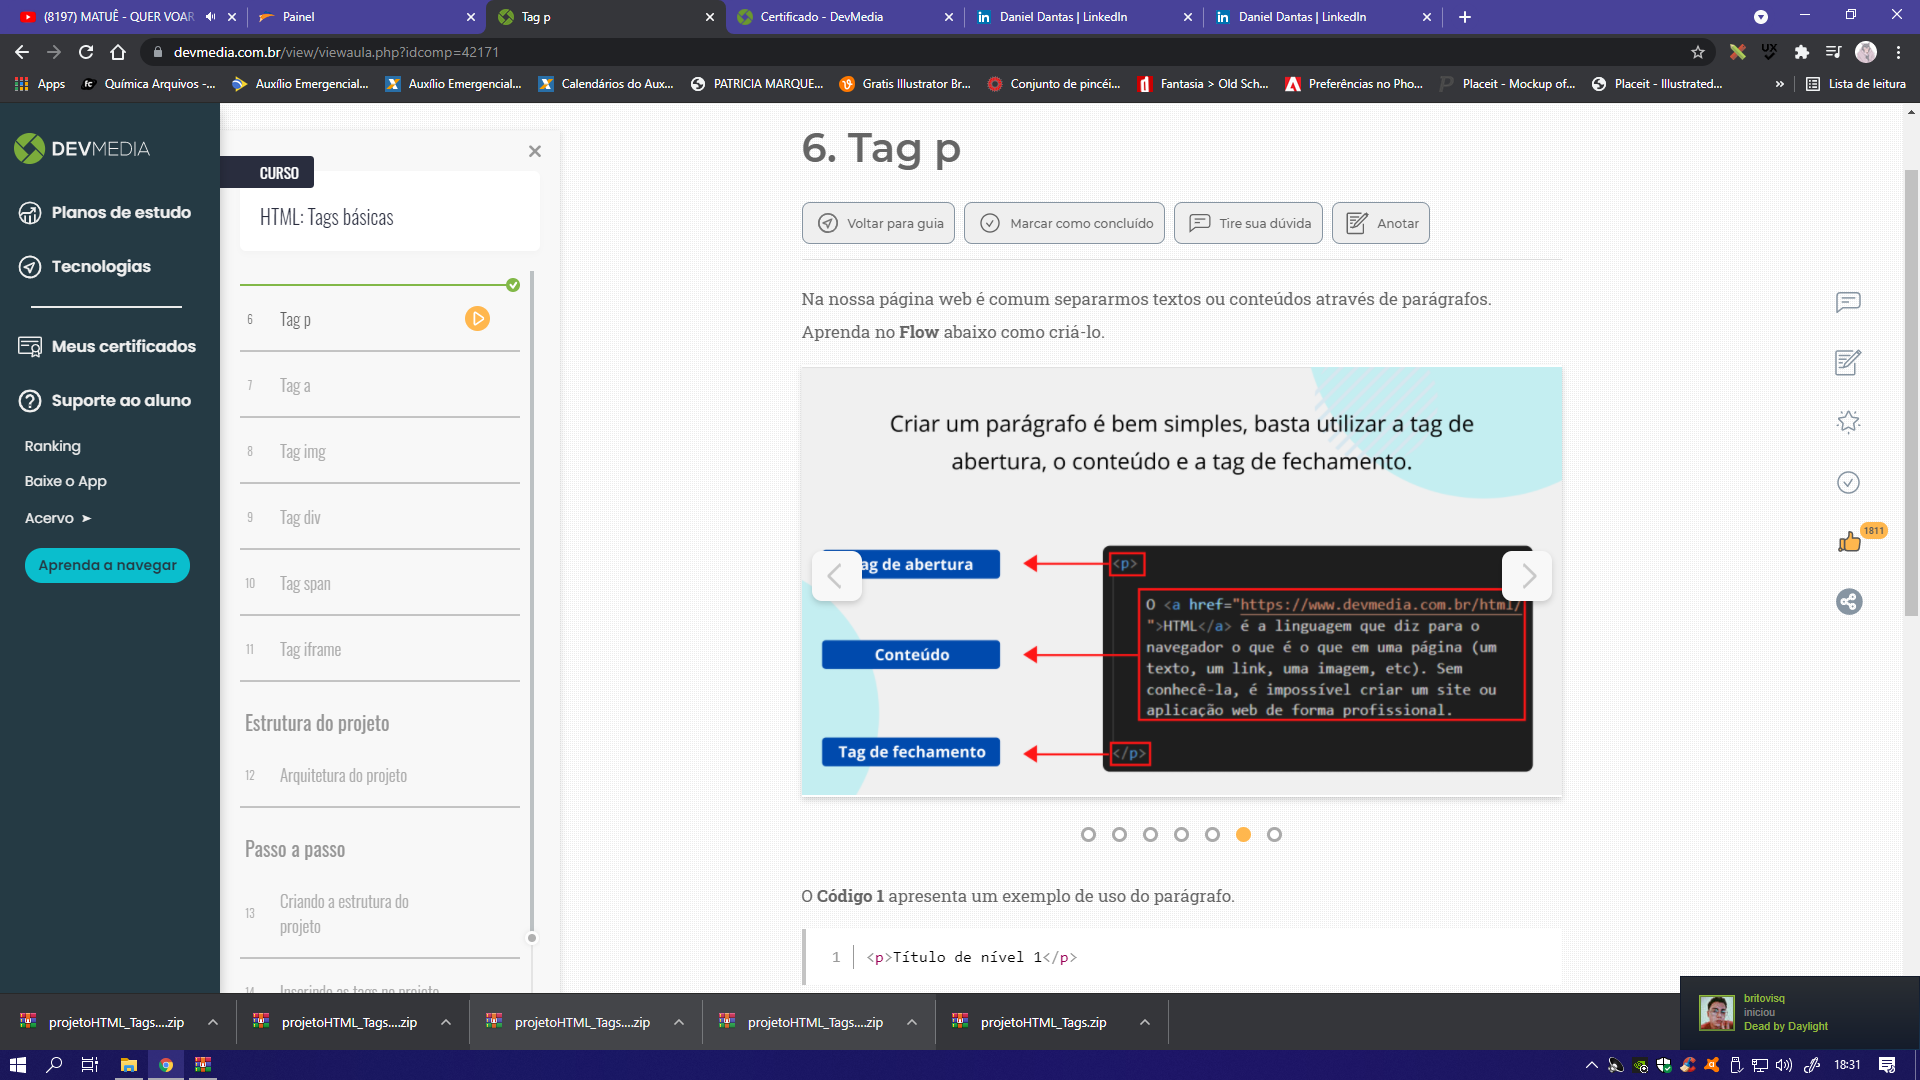 (8197) MATUÊ - QUER VOAR
Painel
Tag p
Certificado - DevMedia
Daniel Dantas | LinkedIn
Daniel Dantas | LinkedIn
devmedia.com.br/view/viewaula.php?idcomp=42171
Apps
Química Arquivos -...
Auxílio Emergencial...
Auxílio Emergencial...
Calendários do Aux...
PATRICIA MARQUE...
Gratis Illustrator Br...
Conjunto de pincéi...
Fantasia > Old Sch...
Preferências no Pho...
Placeit - Mockup of...
Placeit - Illustrated...
»
Lista de leitura
DEVMEDIA
Planos de estudo
Tecnologias
Meus certificados
Suporte ao aluno
Ranking
Baixe o App
Acervo ➤
Aprenda a navegar
CURSO
HTML: Tags básicas
6 Tag p
7 Tag a
8 Tag img
9 Tag div
10 Tag span
11 Tag iframe
Estrutura do projeto
12 Arquitetura do projeto
Passo a passo
13 Criando a estrutura do
projeto
14 Inserindo as tags no projeto
6. Tag p
Voltar para guia
Marcar como concluído
Tire sua dúvida
Anotar
Na nossa página web é comum separarmos textos ou conteúdos através de parágrafos.
Aprenda no Flow abaixo como criá-lo.
Criar um parágrafo é bem simples, basta utilizar a tag de
abertura, o conteúdo e a tag de fechamento.
ag de abertura
Conteúdo
Tag de fechamento
<p>
O <a href="https://www.devmedia.com.br/html/
">HTML</a> é a linguagem que diz para o
navegador o que é o que em uma página (um
texto, um link, uma imagem, etc). Sem
conhecê-la, é impossível criar um site ou
aplicação web de forma profissional.
</p>
O Código 1 apresenta um exemplo de uso do parágrafo.
1 <p>Título de nível 1</p>
1811
projetoHTML_Tags....zip
projetoHTML_Tags....zip
projetoHTML_Tags....zip
projetoHTML_Tags....zip
projetoHTML_Tags.zip
britovisq
iniciou
Dead by Daylight
18:31